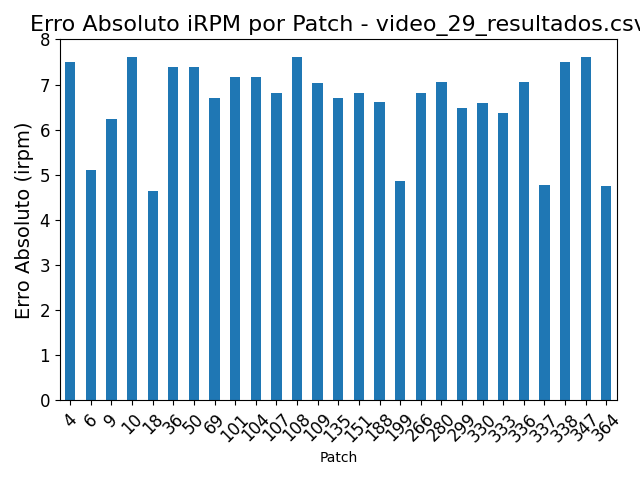 Erro Absoluto iRPM por Patch - video_29_resultados.csv
Erro Absoluto (irpm)
8
7
6
5
4
3
2
1
0
4 6 9 10 18 36 50 69 101 104 107 108 109 135 151 188 199 266 280 299 330 333 336 337 338 347 364
Patch